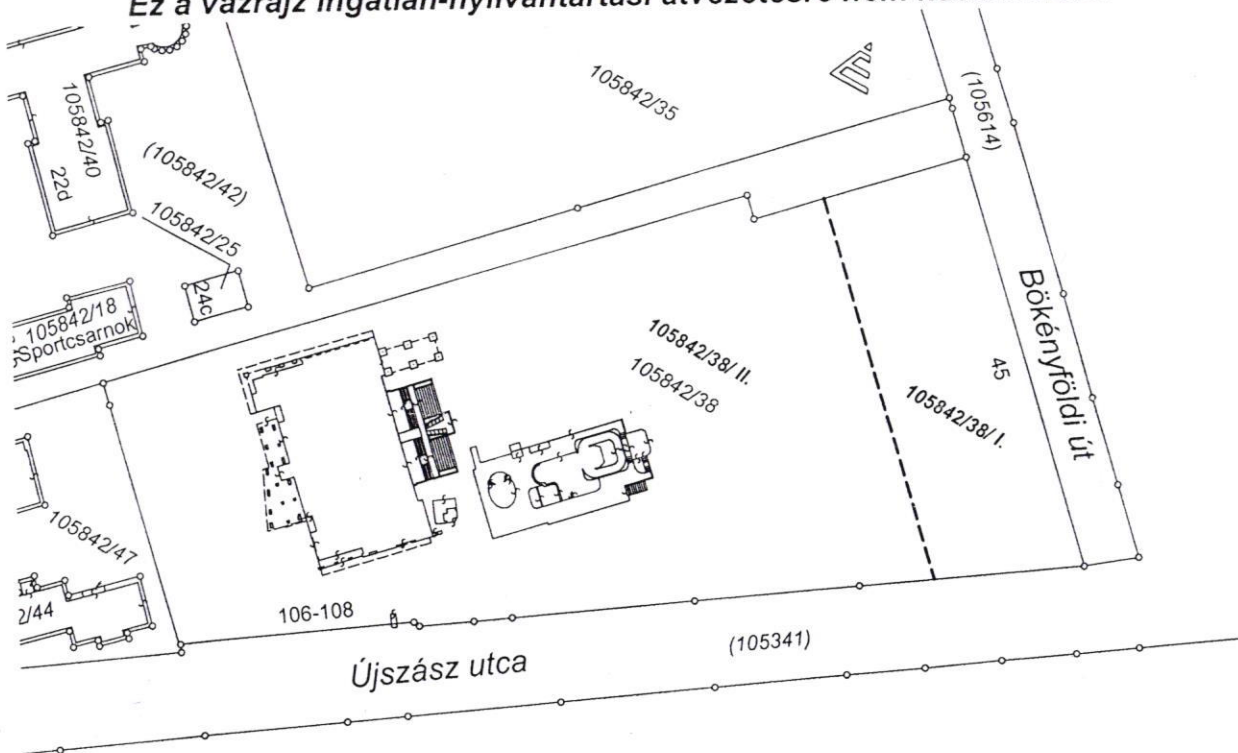 105842/35
(105614)
105842/40
22d
(105842/42)
105842/25
24c
105842/18
Sportcsarnok
105842/38/ II.
105842/38
105842/38/ I.
45
Bökényföldi út
105842/47
2/44
106-108
Újszász utca
(105341)